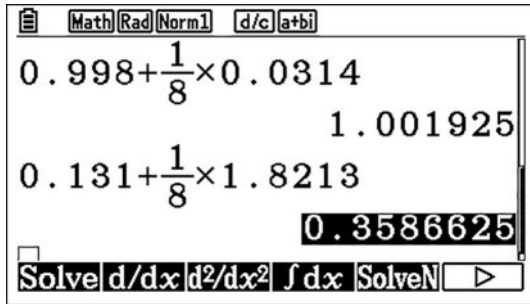 Math Rad Norm1 d/c a+bi
0.998+1/8×0.0314
1.001925
0.131+1/8×1.8213
0.3586625
Solve d/dx d²/dx² ∫dx SolveN ▷